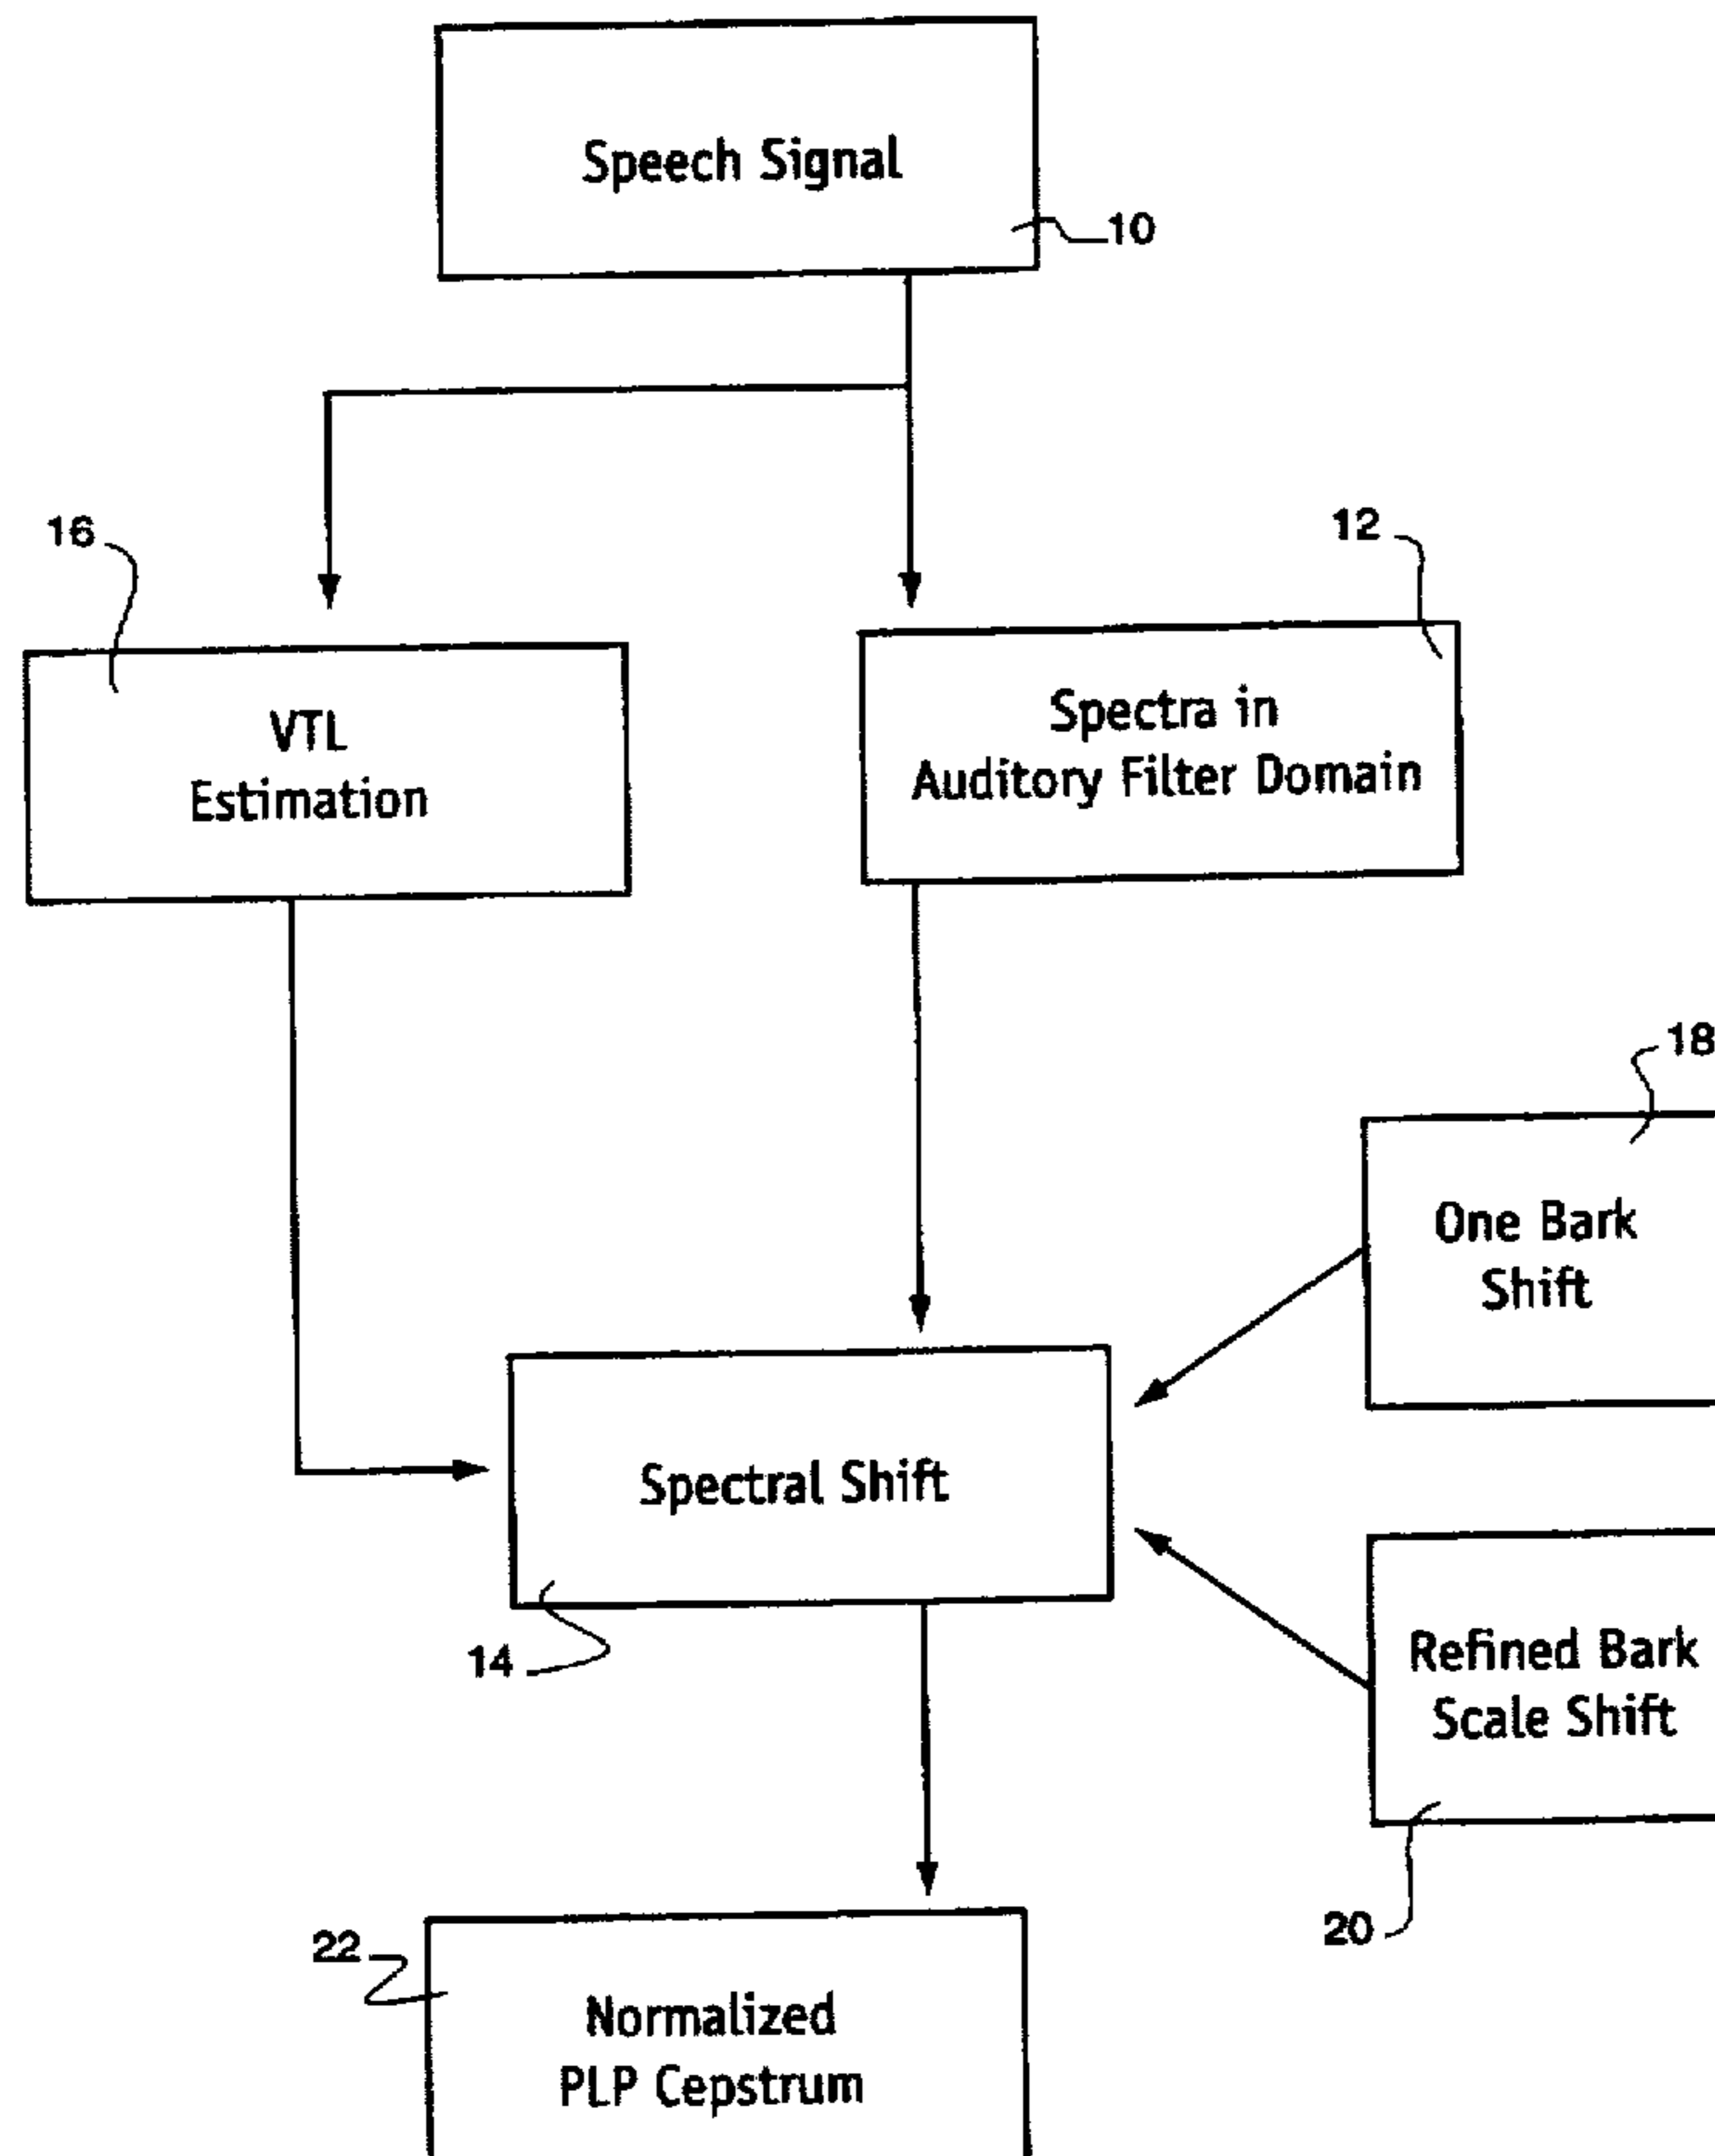 Speech Signal
10
16
12
VTL
Estimation
Spectra in
Auditory Filter Domain
18
One Bark
Shift
Spectral Shift
14
Refined Bark
Scale Shift
20
22
Normalized
PLP Cepstrum